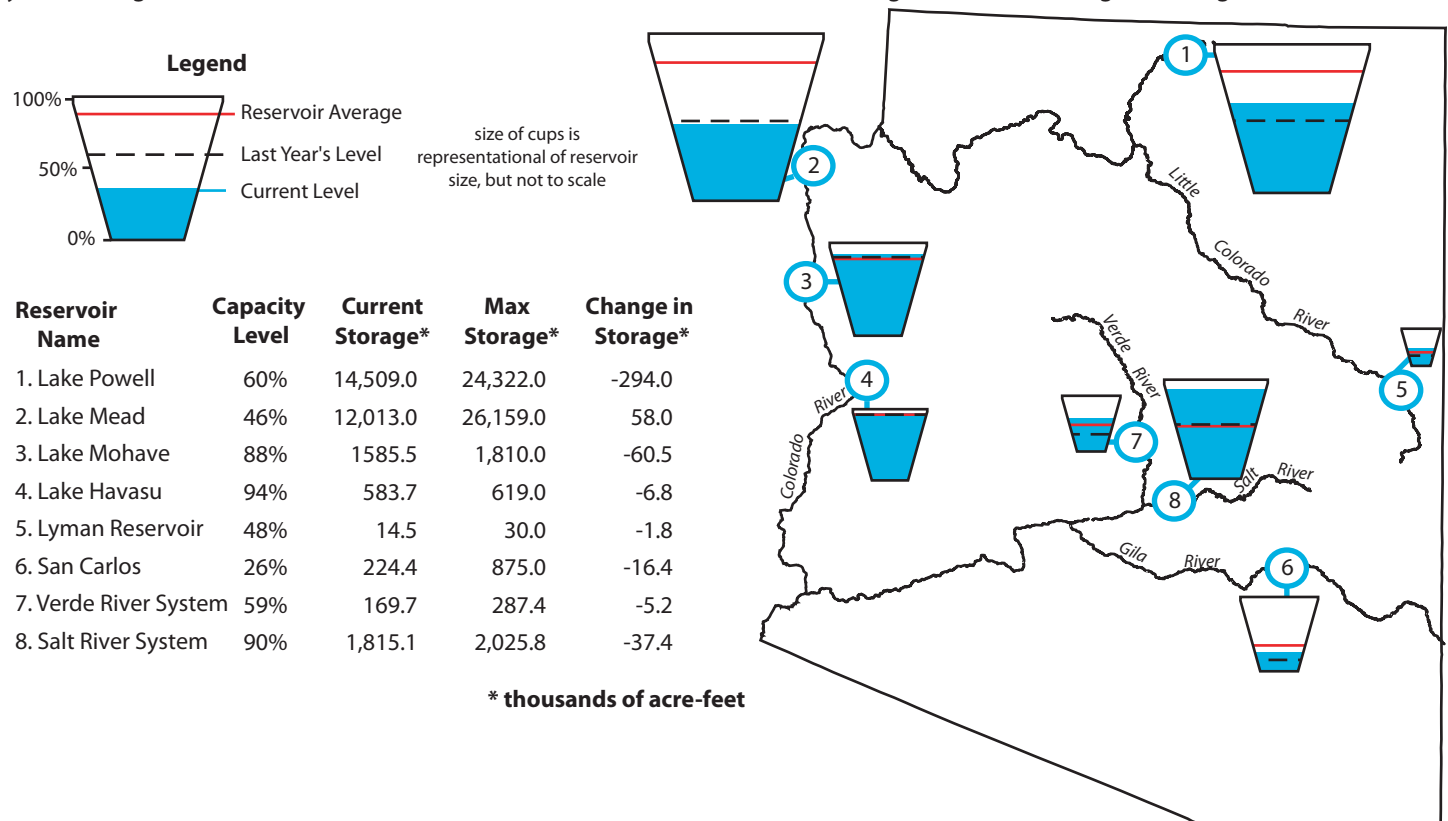 Legend
100%
50%
0%
Reservoir Average
Last Year's Level
Current Level
size of cups is
representational of reservoir
size, but not to scale
Reservoir Name Capacity Level Current Storage* Max Storage* Change in Storage*
1. Lake Powell 60% 14,509.0 24,322.0 -294.0
2. Lake Mead 46% 12,013.0 26,159.0 58.0
3. Lake Mohave 88% 1585.5 1,810.0 -60.5
4. Lake Havasu 94% 583.7 619.0 -6.8
5. Lyman Reservoir 48% 14.5 30.0 -1.8
6. San Carlos 26% 224.4 875.0 -16.4
7. Verde River System 59% 169.7 287.4 -5.2
8. Salt River System 90% 1,815.1 2,025.8 -37.4
* thousands of acre-feet
1
2
3
4
5
6
7
8
Little Colorado River
Verde River
Colorado River
Salt River
Gila River